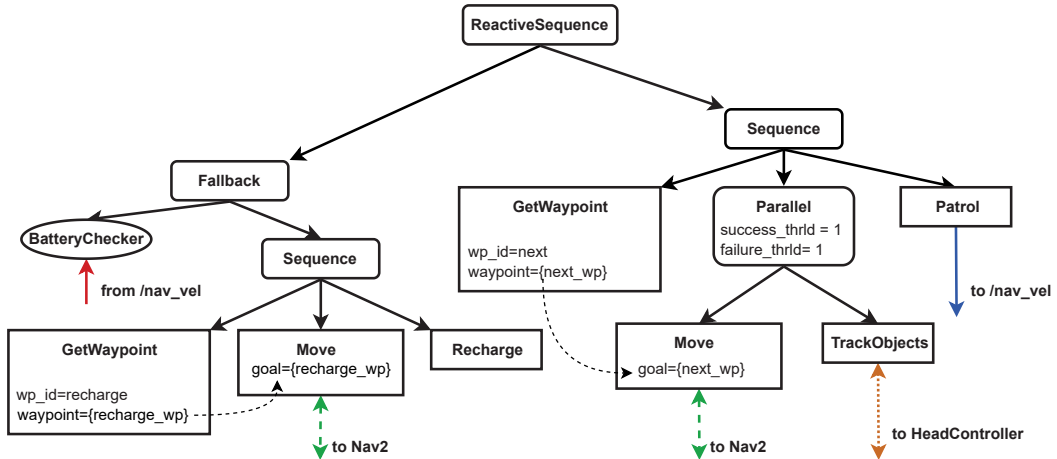 ReactiveSequence
Sequence
Fallback
GetWaypoint
wp_id=next
waypoint={next_wp}
Parallel
success_thrld = 1
failure_thrld= 1
Patrol
BatteryChecker
Sequence
from /nav_vel
to /nav_vel
GetWaypoint
wp_id=recharge
waypoint={recharge_wp}
Move
goal={recharge_wp}
Recharge
Move
goal={next_wp}
TrackObjects
to Nav2
to Nav2
to HeadController